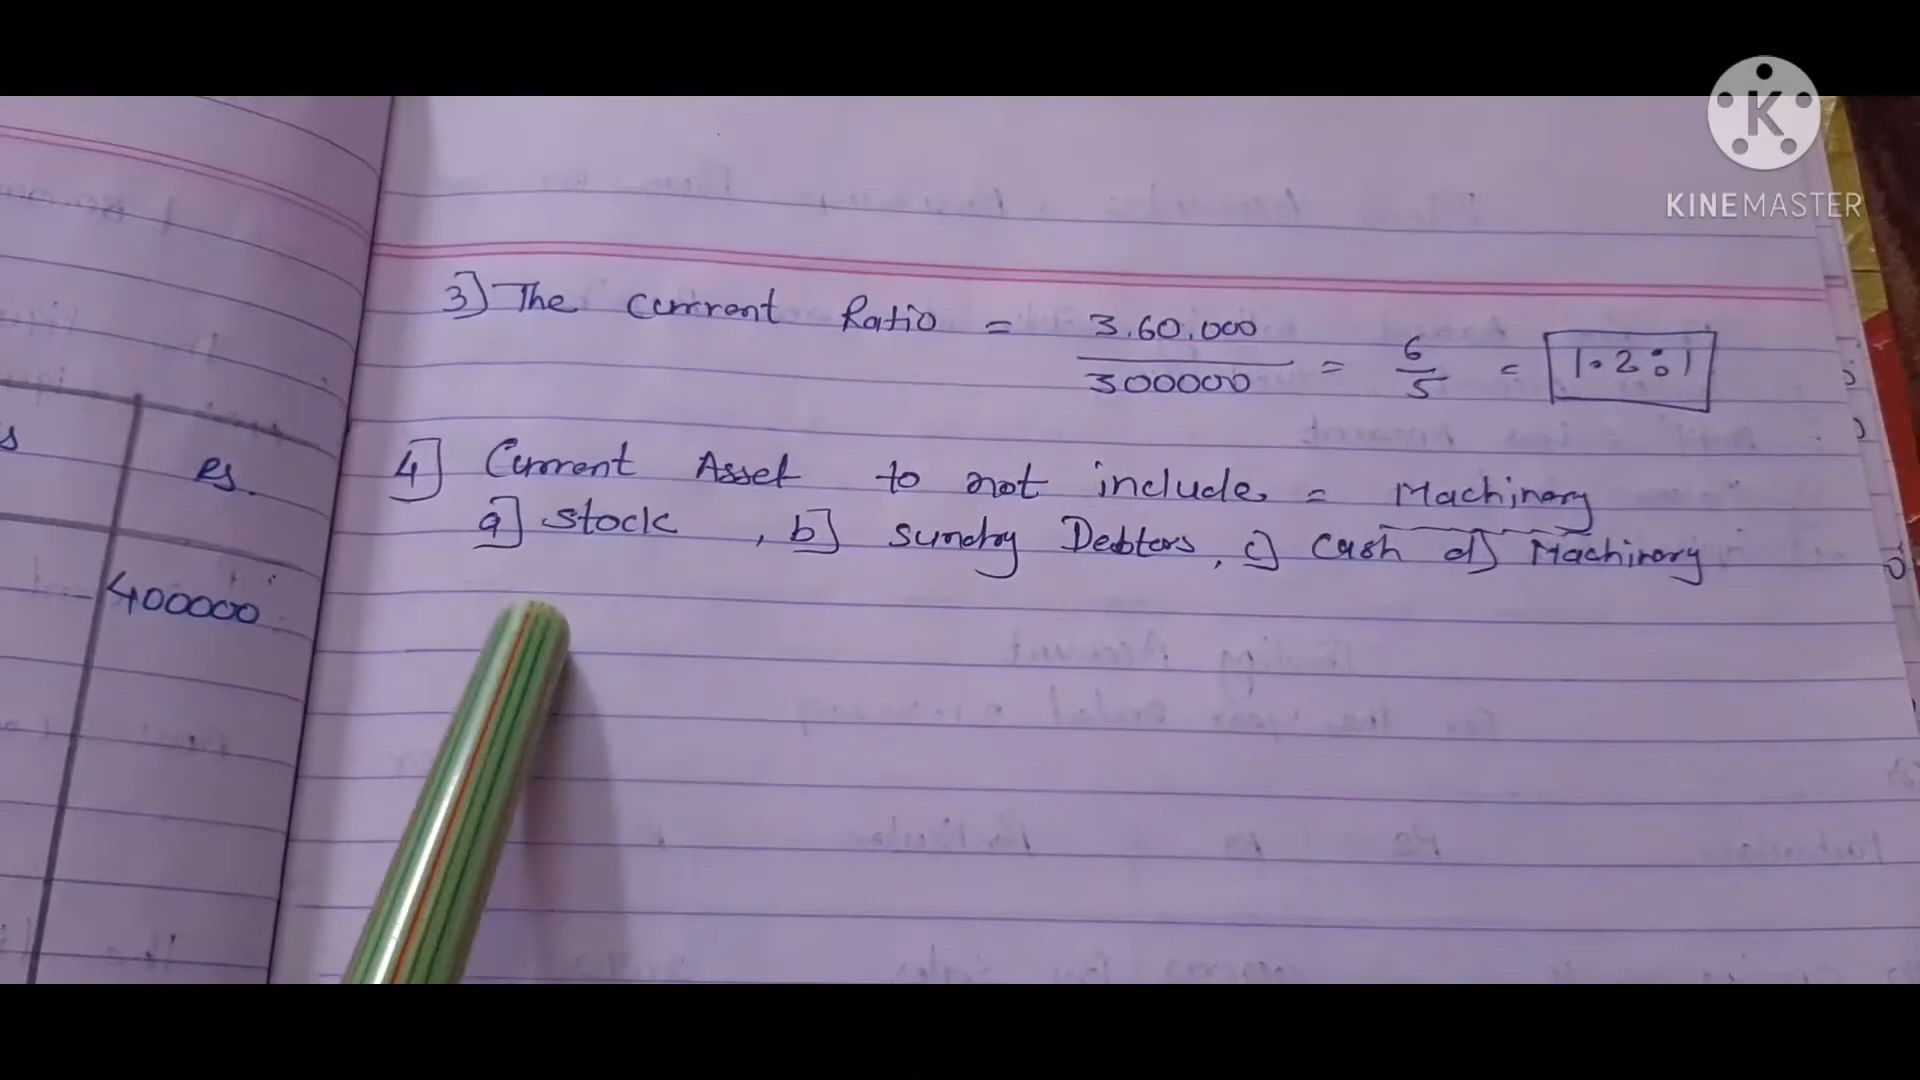 K
KINEMASTER
3] The Current Ratio = 3.60.000
300000
= 6
5
= 1.2:1
4] Current Asset to not include = Machinery
a] Stock, b] Sundry Debtors, c] Cash d] Machinery
Rs.
400000